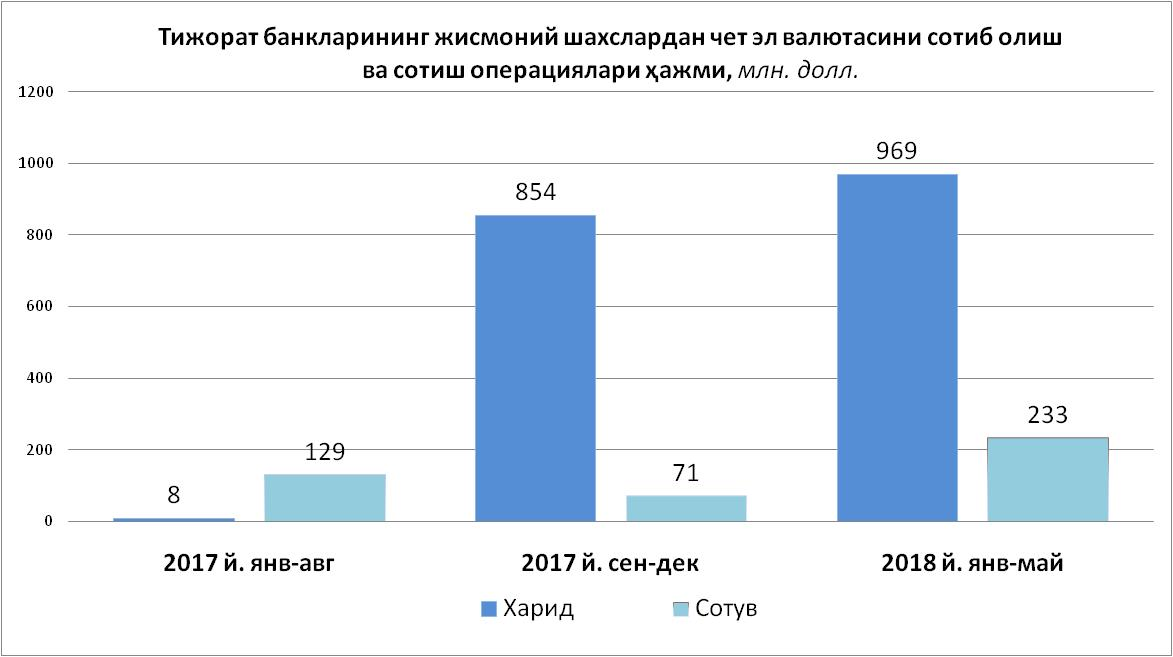 Тижорат банкларининг жисмоний шахслардан чет эл валютасини сотиб олиш
ва сотиш операциялари ҳажми, млн. долл.
1200
1000
800
600
400
200
0
8
129
854
71
969
233
2017 й. янв-авг
2017 й. сен-дек
2018 й. янв-май
Харид
Сотув